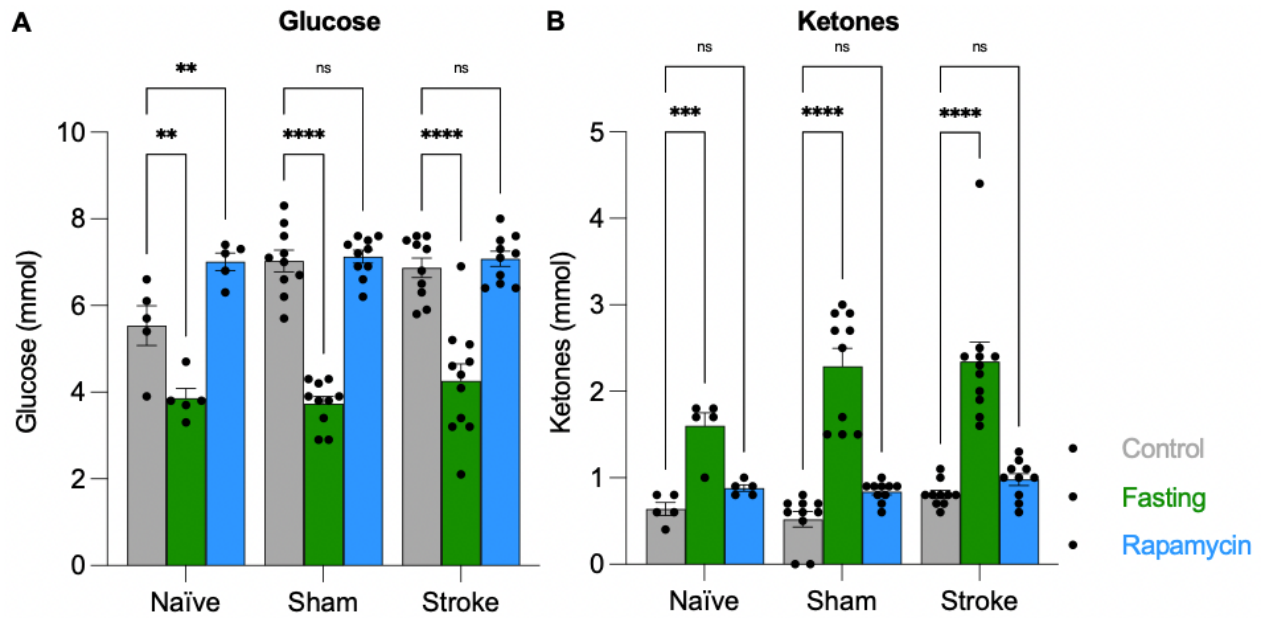 A
Glucose
B
Ketones
**
ns
ns
**
****
****
10
8
6
4
2
0
Glucose (mmol)
Naïve
Sham
Stroke
ns
ns
ns
***
****
****
5
4
3
2
1
0
Ketones (mmol)
Naïve
Sham
Stroke
Control
Fasting
Rapamycin